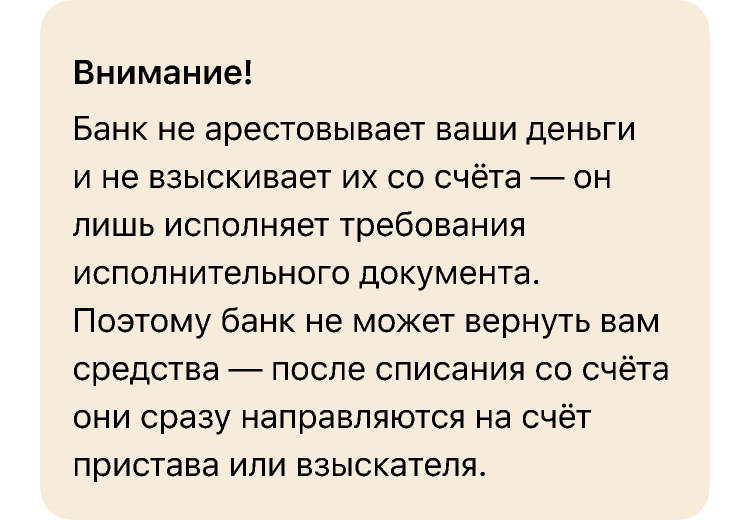 Внимание!
Банк не арестовывает ваши деньги
и не взыскивает их со счёта — он
лишь исполняет требования
исполнительного документа.
Поэтому банк не может вернуть вам
средства — после списания со счёта
они сразу направляются на счёт
пристава или взыскателя.